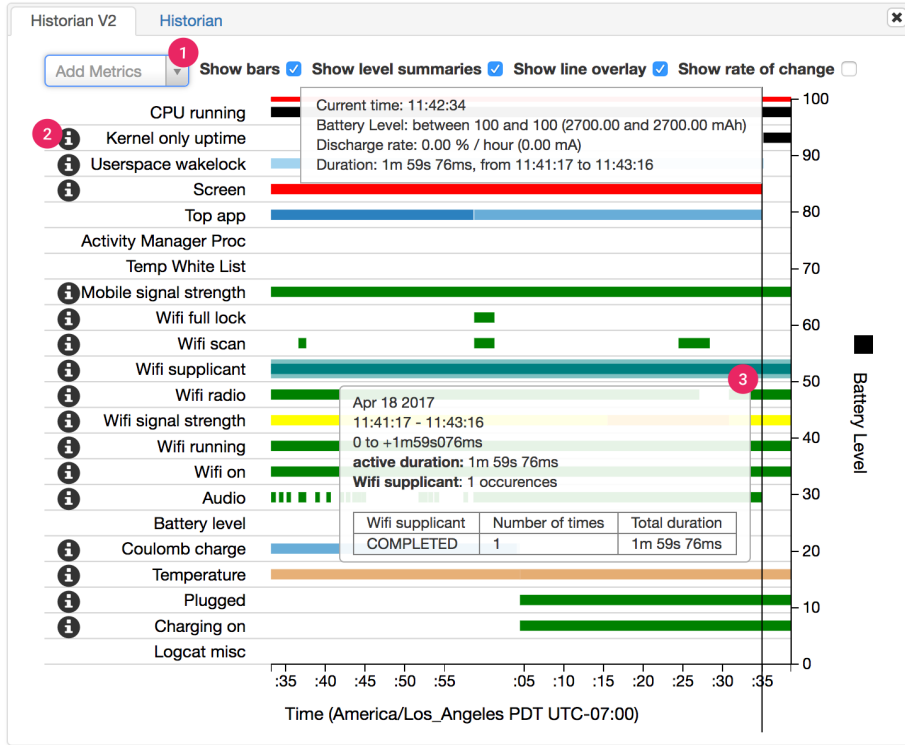 Historian V2
Historian
1
Add Metrics
Show bars
Show level summaries
Show line overlay
Show rate of change
Current time: 11:42:34
Battery Level: between 100 and 100 (2700.00 and 2700.00 mAh)
Discharge rate: 0.00 % / hour (0.00 mA)
Duration: 1m 59s 76ms, from 11:41:17 to 11:43:16
CPU running
2
Kernel only uptime
Userspace wakelock
Screen
Top app
Activity Manager Proc
Temp White List
Mobile signal strength
Wifi full lock
Wifi scan
Wifi supplicant
Wifi radio
Wifi signal strength
Wifi running
Wifi on
Audio
Battery level
Coulomb charge
Temperature
Plugged
Charging on
Logcat misc
3
Apr 18 2017
11:41:17 - 11:43:16
0 to +1m59s076ms
active duration: 1m 59s 76ms
Wifi supplicant: 1 occurences
Wifi supplicant Number of times Total duration
COMPLETED 1 1m 59s 76ms
100
90
80
70
60
50
40
30
20
10
0
Battery Level
:35 :40 :45 :50 :55 :05 :10 :15 :20 :25 :30 :35
Time (America/Los_Angeles PDT UTC-07:00)